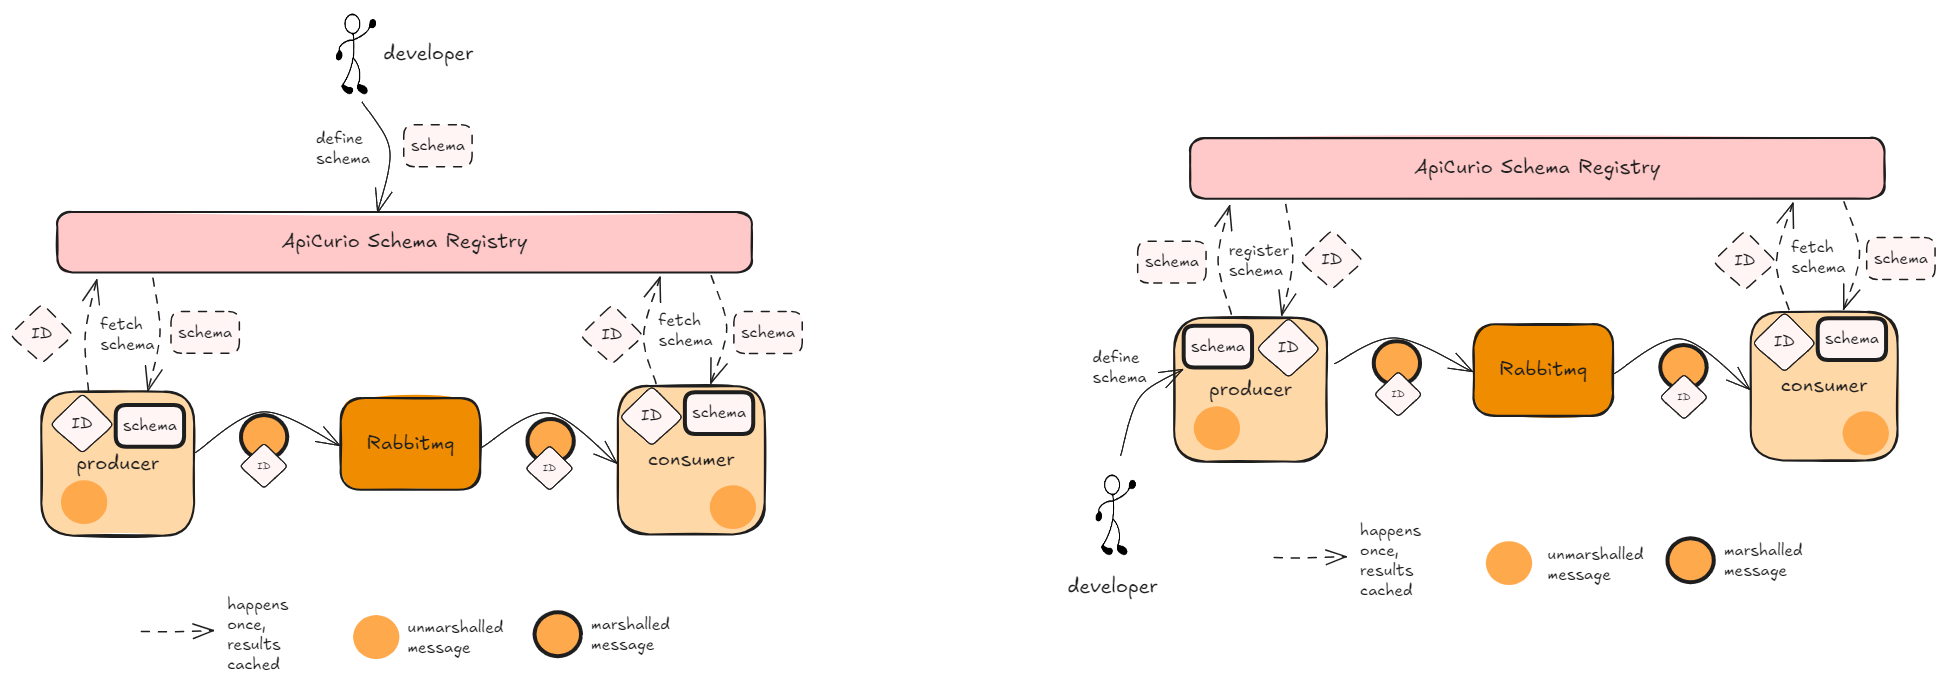 developer
define
schema
schema
ApiCurio Schema Registry
ID
fetch
schema
schema
ID
fetch
schema
schema
ID
schema
producer
ID
Rabbitmq
ID
ID
schema
consumer
happens
once,
results
cached
unmarshalled
message
marshalled
message
ApiCurio Schema Registry
schema
register
schema
ID
ID
fetch
schema
schema
define
schema
schema
ID
producer
ID
Rabbitmq
ID
ID
schema
consumer
developer
happens
once,
results
cached
unmarshalled
message
marshalled
message